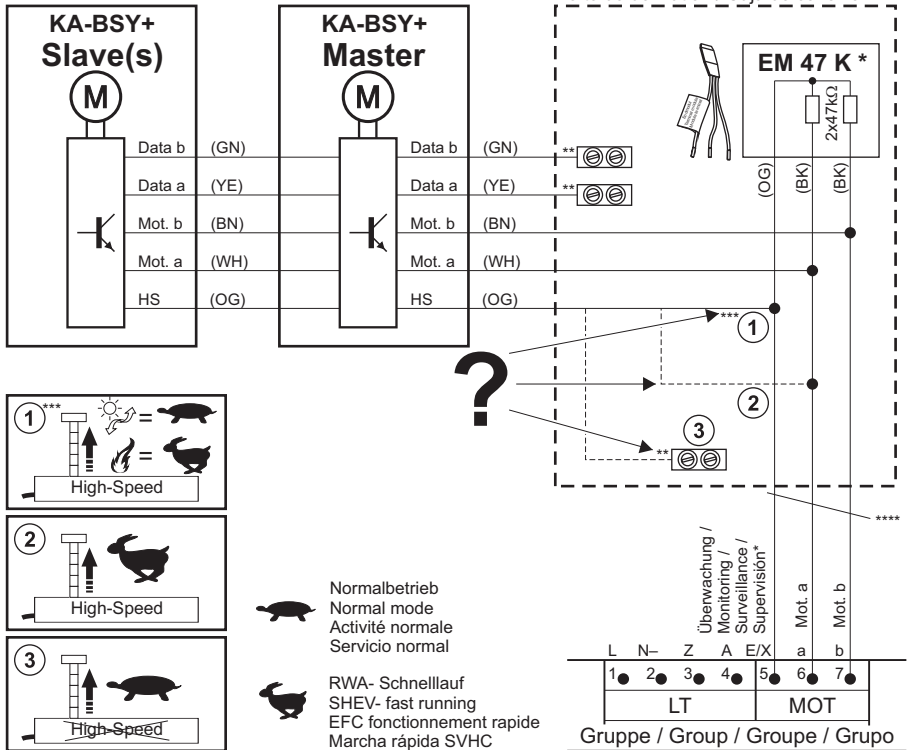 KA-BSY+
Slave(s)
M
Data b (GN)
Data a (YE)
Mot. b (BN)
Mot. a (WH)
HS (OG)
KA-BSY+
Master
M
Data b (GN)
Data a (YE)
Mot. b (BN)
Mot. a (WH)
HS (OG)
EM 47 K *
2x47kΩ
(OG)
(BK)
(BK)
**
**
*** 1
2
3
**
?
****
1 ***
=
=
High-Speed
2
High-Speed
3
High-Speed
Normalbetrieb
Normal mode
Activité normale
Servicio normal
RWA- Schnelllauf
SHEV- fast running
EFC fonctionnement rapide
Marcha rápida SVHC
Überwachung /
Monitoring /
Surveillance /
Supervisión*
Mot. a
Mot. b
L N– Z A E/X a b
1 2 3 4 5 6 7
LT MOT
Gruppe / Group / Groupe / Grupo